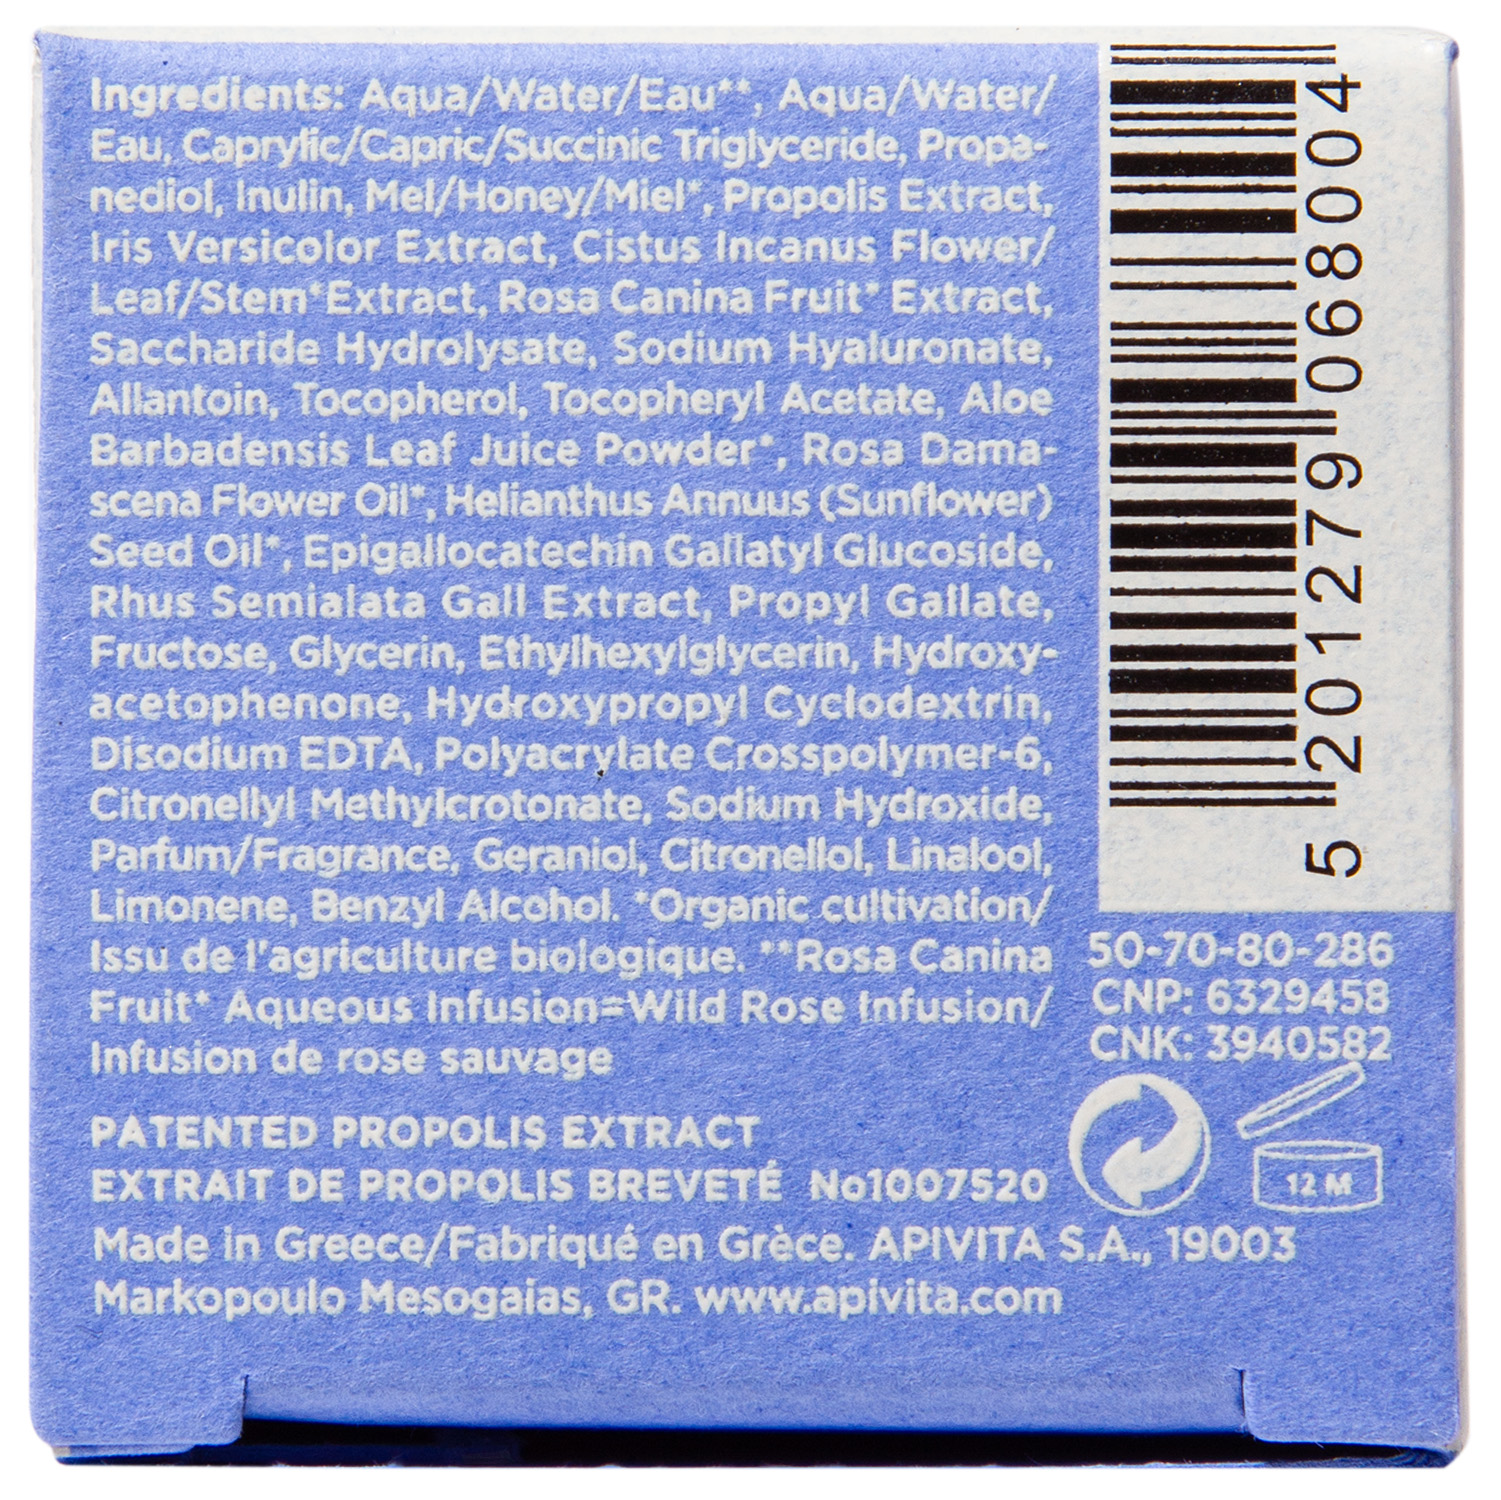 Ingredients: Aqua/Water/Eau**, Aqua/Water/
Eau, Caprylic/Capric/Succinic Triglyceride, Propa-
nediol, Inulin, Mel/Honey/Miel*, Propolis Extract,
Iris Versicolor Extract, Cistus Incanus Flower/
Leaf/Stem*Extract, Rosa Canina Fruit* Extract,
Saccharide Hydrolysate, Sodium Hyaluronate,
Allantoin, Tocopherol, Tocopheryl Acetate, Aloe
Barbadensis Leaf Juice Powder*, Rosa Dama-
scena Flower Oil*, Helianthus Annuus (Sunflower)
Seed Oil*, Epigallocatechin Gallatyl Glucoside,
Rhus Semialata Gall Extract, Propyl Gallate,
Fructose, Glycerin, Ethylhexylglycerin, Hydroxy-
acetophenone, Hydroxypropyl Cyclodextrin,
Disodium EDTA, Polyacrylate Crosspolymer-6,
Citronellyl Methylcrotonate, Sodium Hydroxide,
Parfum/Fragrance, Geraniol, Citronellol, Linalool,
Limonene, Benzyl Alcohol. *Organic cultivation/
Issu de l'agriculture biologique. **Rosa Canina
Fruit* Aqueous Infusion=Wild Rose Infusion/
Infusion de rose sauvage
PATENTED PROPOLIS EXTRACT
EXTRAIT DE PROPOLIS BREVETÉ No1007520
Made in Greece/Fabriqué en Grèce. APIVITA S.A., 19003
Markopoulo Mesogaias, GR. www.apivita.com
5 201279 068004
50-70-80-286
CNP: 6329458
CNK: 3940582
12 M